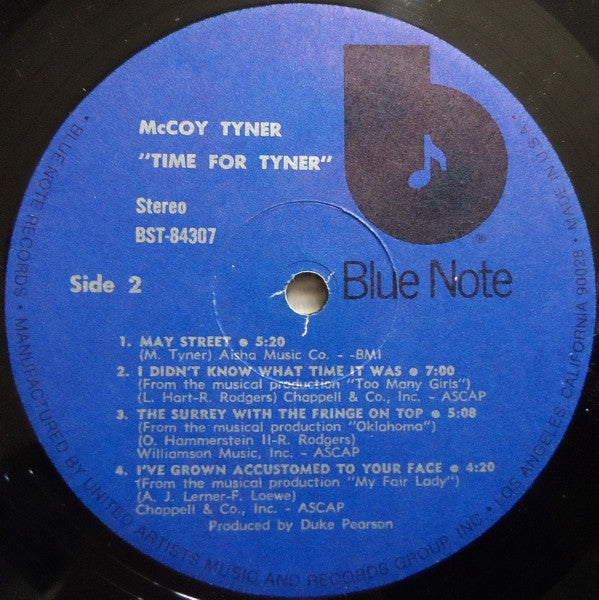 McCOY TYNER
"TIME FOR TYNER"
Stereo
BST-84307
Side 2
®
Blue Note
1. MAY STREET ● 5:20
(M. Tyner) Aisha Music Co. - -BMI
2. I DIDN'T KNOW WHAT TIME IT WAS ● 7:00
(From the musical production "Too Many Girls")
(L. Hart-R. Rodgers) Chappell & Co., Inc. - ASCAP
3. THE SURREY WITH THE FRINGE ON TOP ● 5:08
(From the musical production "Oklahoma")
(O. Hammerstein II-R. Rodgers)
Williamson Music, Inc. - ASCAP
4. I'VE GROWN ACCUSTOMED TO YOUR FACE ● 4:20
(From the musical production "My Fair Lady")
(A. J. Lerner-F. Loewe)
Chappell & Co., Inc. - ASCAP
Produced by Duke Pearson
• BLUE NOTE RECORDS • MANUFACTURED BY UNITED ARTISTS MUSIC AND RECORDS GROUP, INC. • LOS ANGELES, CALIFORNIA 90028 • MADE IN U.S.A. •